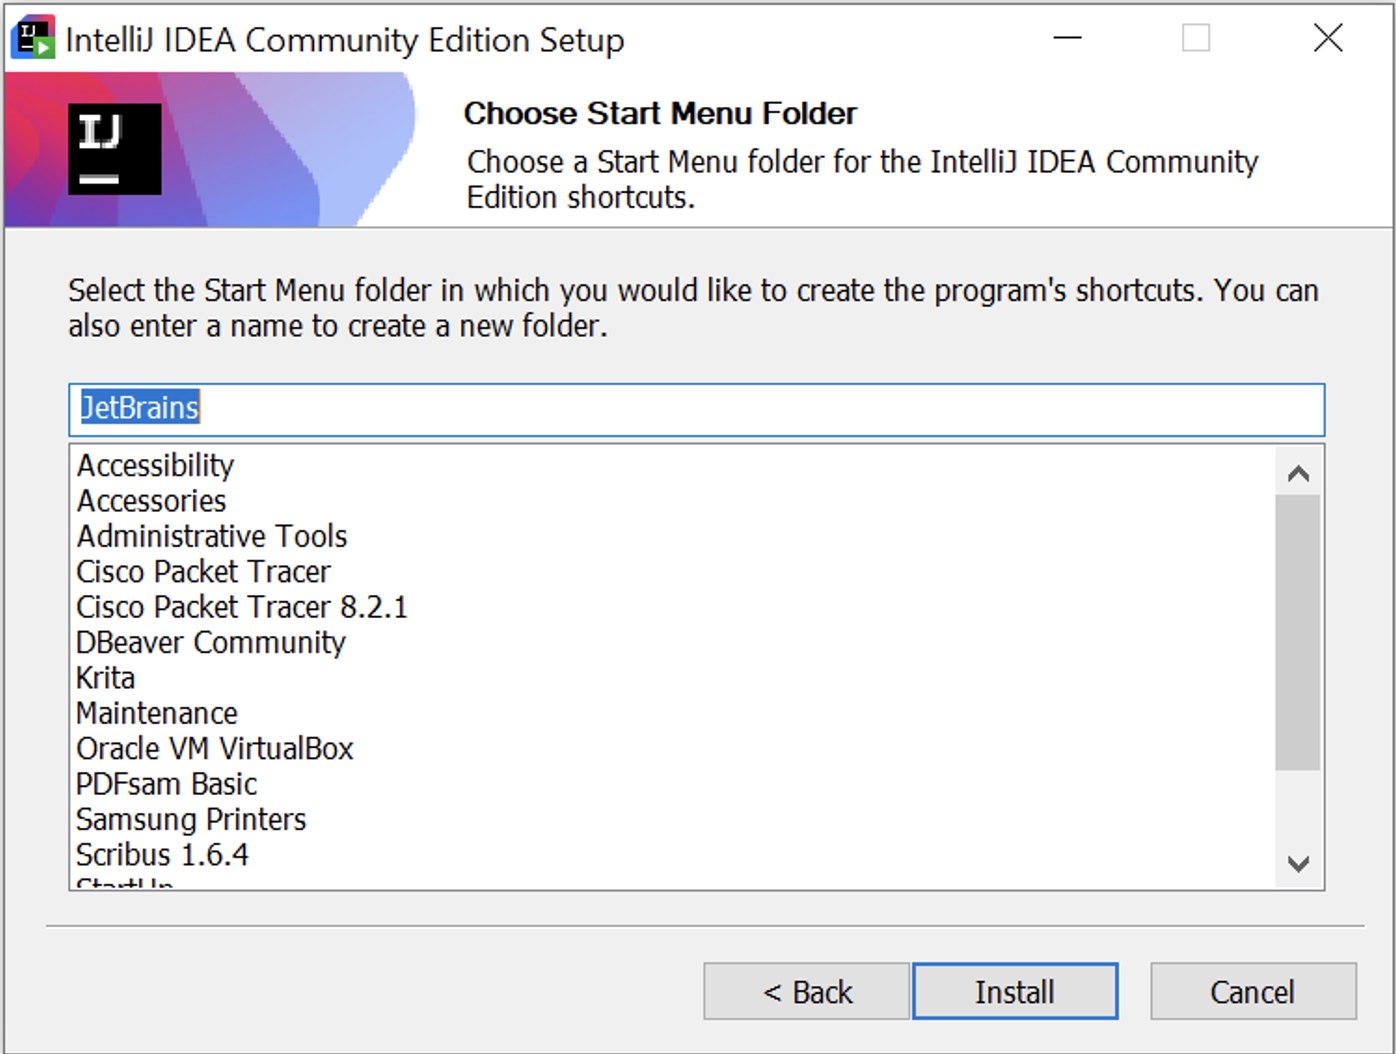 IntelliJ IDEA Community Edition Setup
IJ
Choose Start Menu Folder
Choose a Start Menu folder for the IntelliJ IDEA Community
Edition shortcuts.
Select the Start Menu folder in which you would like to create the program's shortcuts. You can
also enter a name to create a new folder.
JetBrains
Accessibility
Accessories
Administrative Tools
Cisco Packet Tracer
Cisco Packet Tracer 8.2.1
DBeaver Community
Krita
Maintenance
Oracle VM VirtualBox
PDFsam Basic
Samsung Printers
Scribus 1.6.4
StartUp
< Back
Install
Cancel